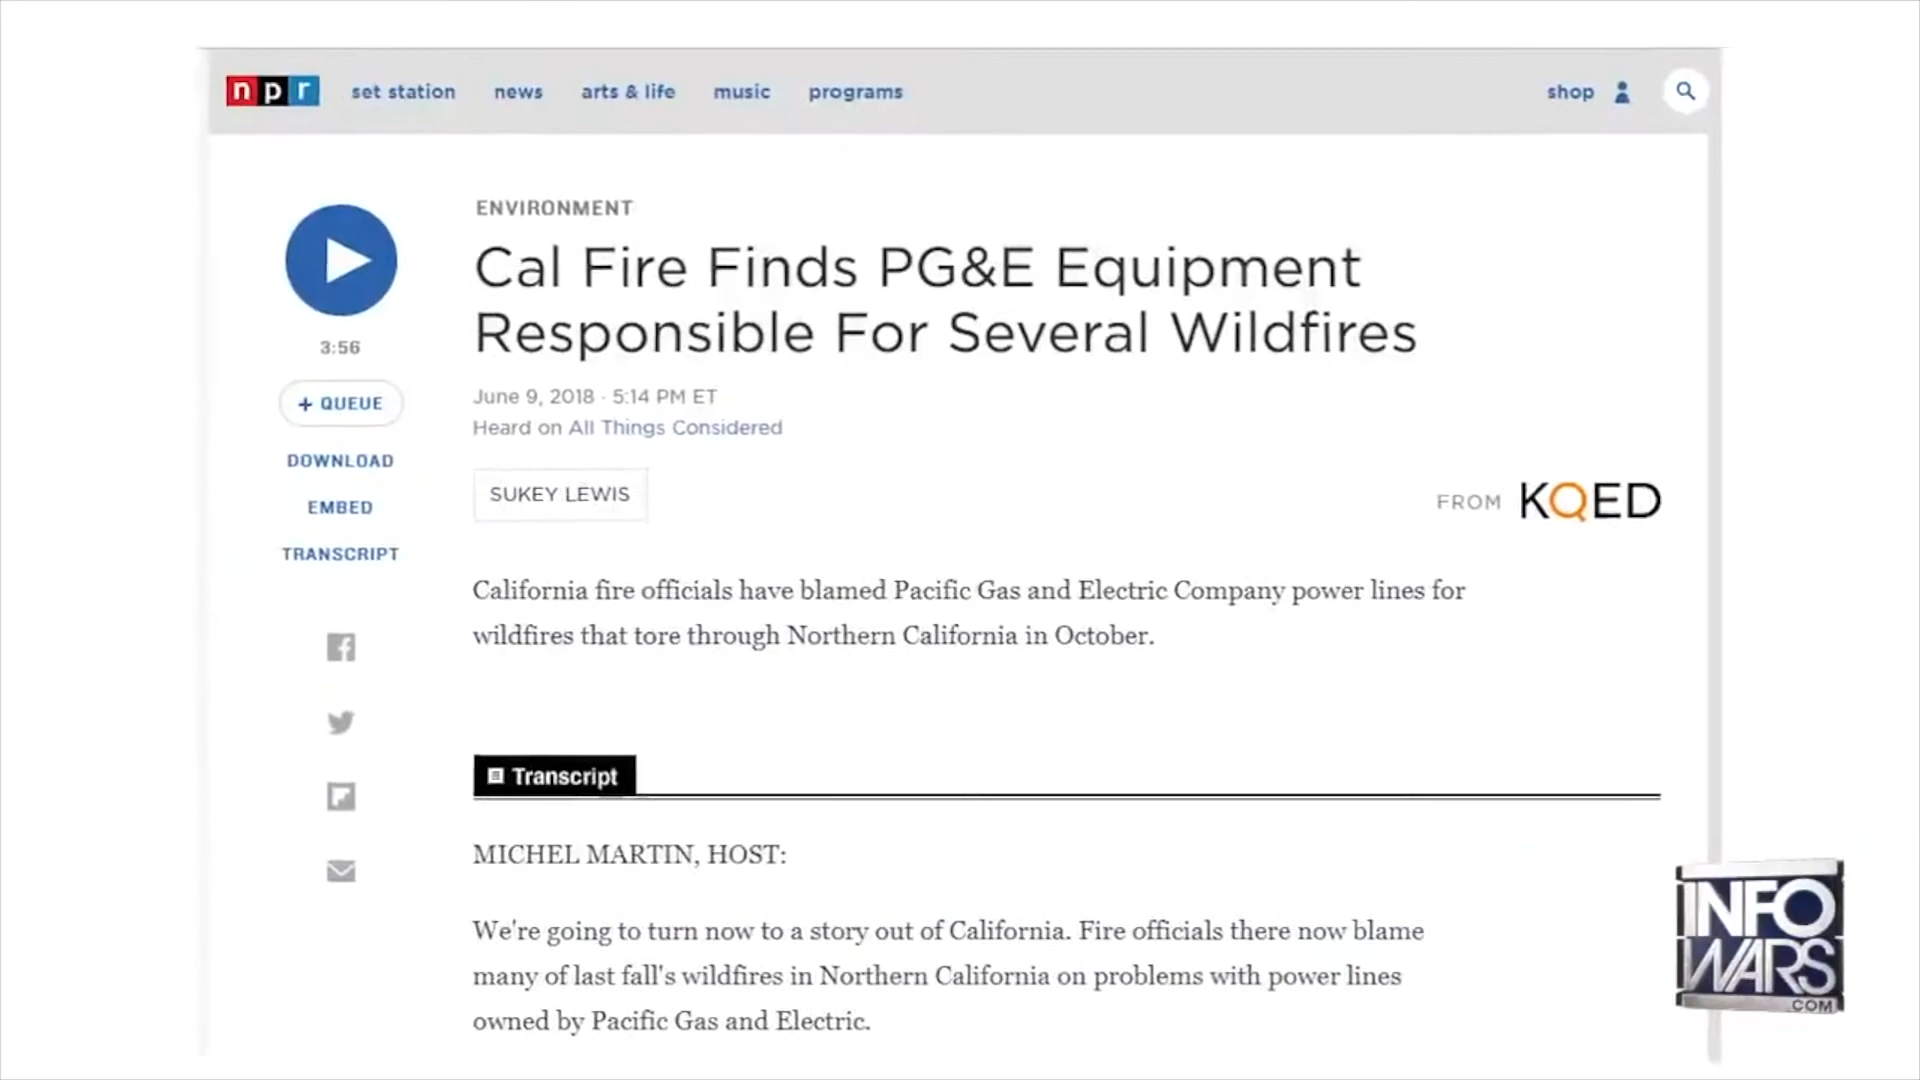 npr set station news arts & life music programs shop
ENVIRONMENT
Cal Fire Finds PG&E Equipment
Responsible For Several Wildfires
3:56
June 9, 2018 · 5:14 PM ET
Heard on All Things Considered
+ QUEUE
DOWNLOAD
EMBED
TRANSCRIPT
SUKEY LEWIS
FROM KQED
California fire officials have blamed Pacific Gas and Electric Company power lines for
wildfires that tore through Northern California in October.
Transcript
MICHEL MARTIN, HOST:
We're going to turn now to a story out of California. Fire officials there now blame
many of last fall's wildfires in Northern California on problems with power lines
owned by Pacific Gas and Electric.
INFO
WARS
.COM